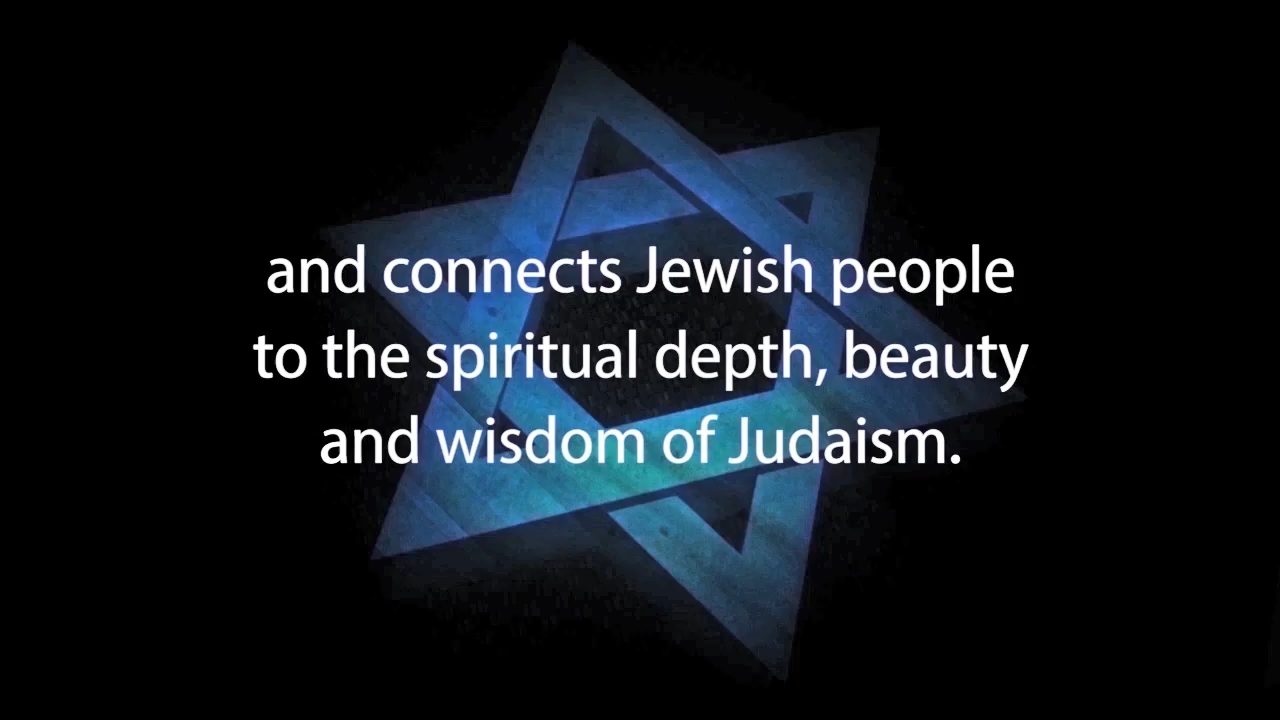 and connects Jewish people
to the spiritual depth, beauty
and wisdom of Judaism.